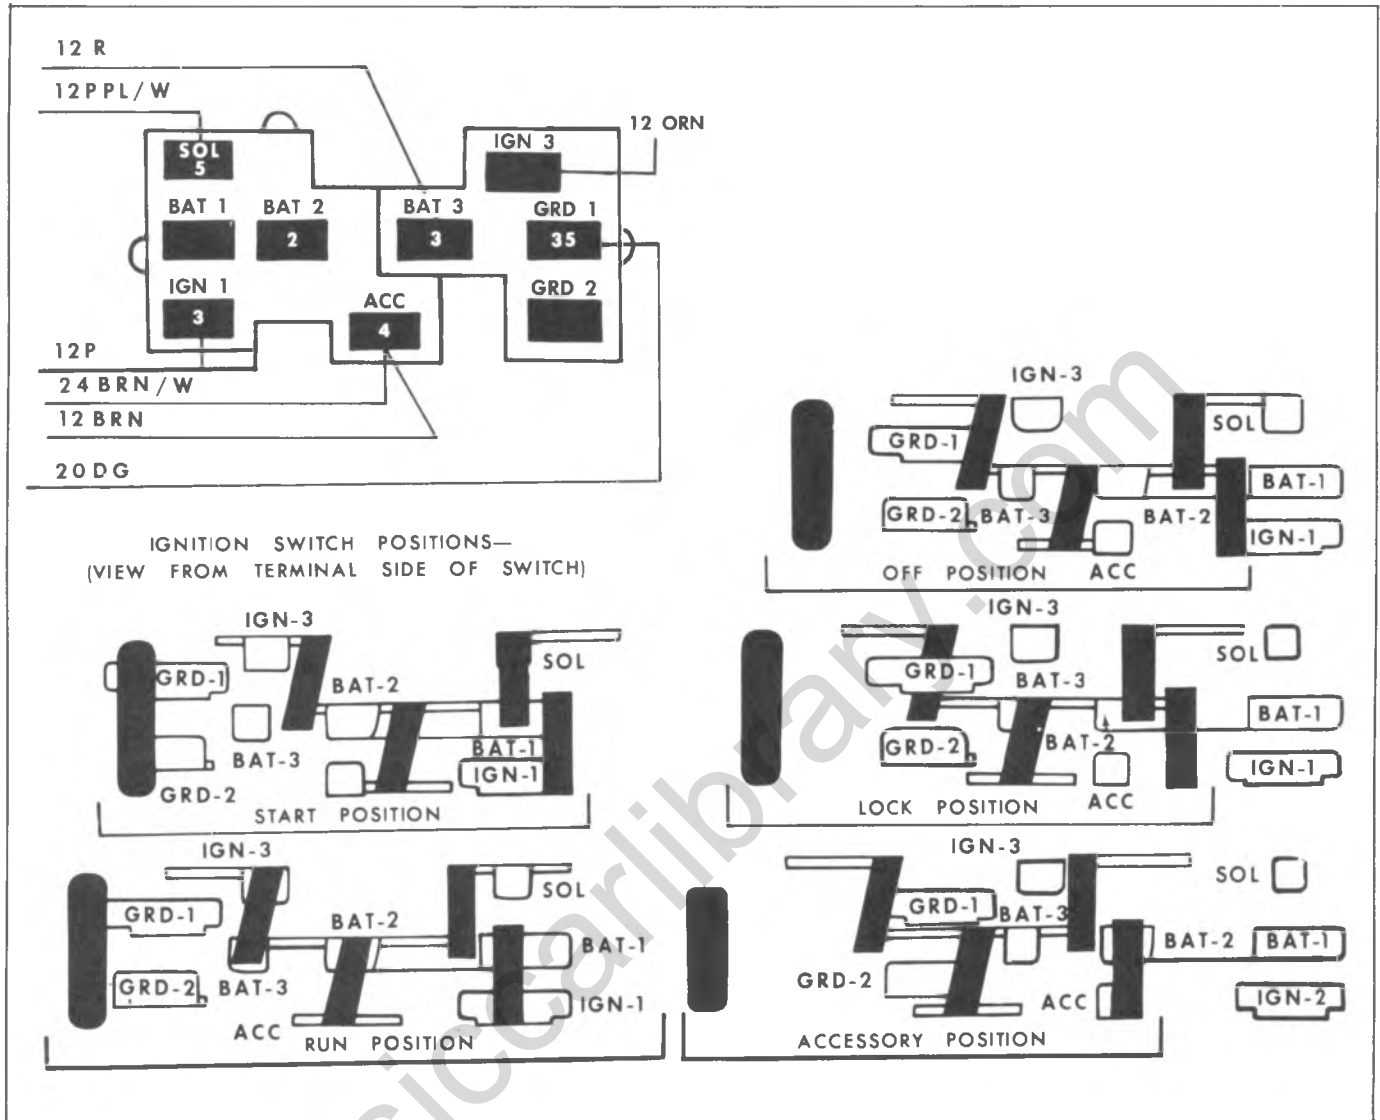 12 R
12PPL/W
12 ORN
SOL
5
IGN 3
BAT 1
BAT 2
2
BAT 3
3
GRD 1
35
IGN 1
3
ACC
4
GRD 2
12P
24 BRN/W
12 BRN
20DG
IGNITION SWITCH POSITIONS—
(VIEW FROM TERMINAL SIDE OF SWITCH)
IGN-3
GRD-1
SOL
GRD-2
BAT-3
BAT-2
BAT-1
IGN-1
OFF POSITION
ACC
IGN-3
GRD-1
SOL
BAT-2
BAT-3
BAT-1
IGN-1
GRD-2
START POSITION
IGN-3
GRD-1
SOL
BAT-3
BAT-1
GRD-2
BAT-2
IGN-1
ACC
LOCK POSITION
IGN-3
SOL
GRD-1
BAT-2
BAT-1
GRD-2
BAT-3
IGN-1
ACC
RUN POSITION
IGN-3
SOL
GRD-1
BAT-3
BAT-2
BAT-1
GRD-2
ACC
IGN-2
ACCESSORY POSITION
siccarlibrary.com